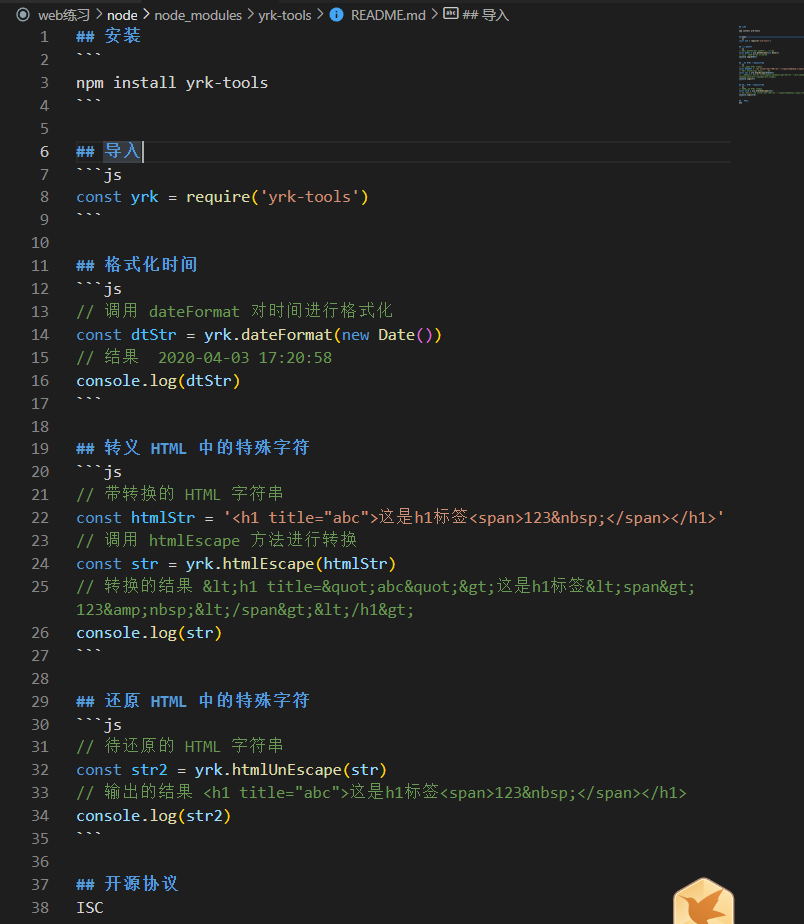 web练习 > node > node_modules > yrk-tools > README.md > ## 导入
1 ## 安装
2 ```
3 npm install yrk-tools
4 ```
5
6 ## 导入
7 ```js
8 const yrk = require('yrk-tools')
9 ```
10
11 ## 格式化时间
12 ```js
13 // 调用 dateFormat 对时间进行格式化
14 const dtStr = yrk.dateFormat(new Date())
15 // 结果  2020-04-03 17:20:58
16 console.log(dtStr)
17 ```
18
19 ## 转义 HTML 中的特殊字符
20 ```js
21 // 带转换的 HTML 字符串
22 const htmlStr = '<h1 title="abc">这是h1标签<span>123&nbsp;</span></h1>'
23 // 调用 htmlEscape 方法进行转换
24 const str = yrk.htmlEscape(htmlStr)
25 // 转换的结果 &lt;h1 title=&quot;abc&quot;&gt;这是h1标签&lt;span&gt;
123&amp;nbsp;&lt;/span&gt;&lt;/h1&gt;
26 console.log(str)
27 ```
28
29 ## 还原 HTML 中的特殊字符
30 ```js
31 // 待还原的 HTML 字符串
32 const str2 = yrk.htmlUnEscape(str)
33 // 输出的结果 <h1 title="abc">这是h1标签<span>123&nbsp;</span></h1>
34 console.log(str2)
35 ```
36
37 ## 开源协议
38 ISC